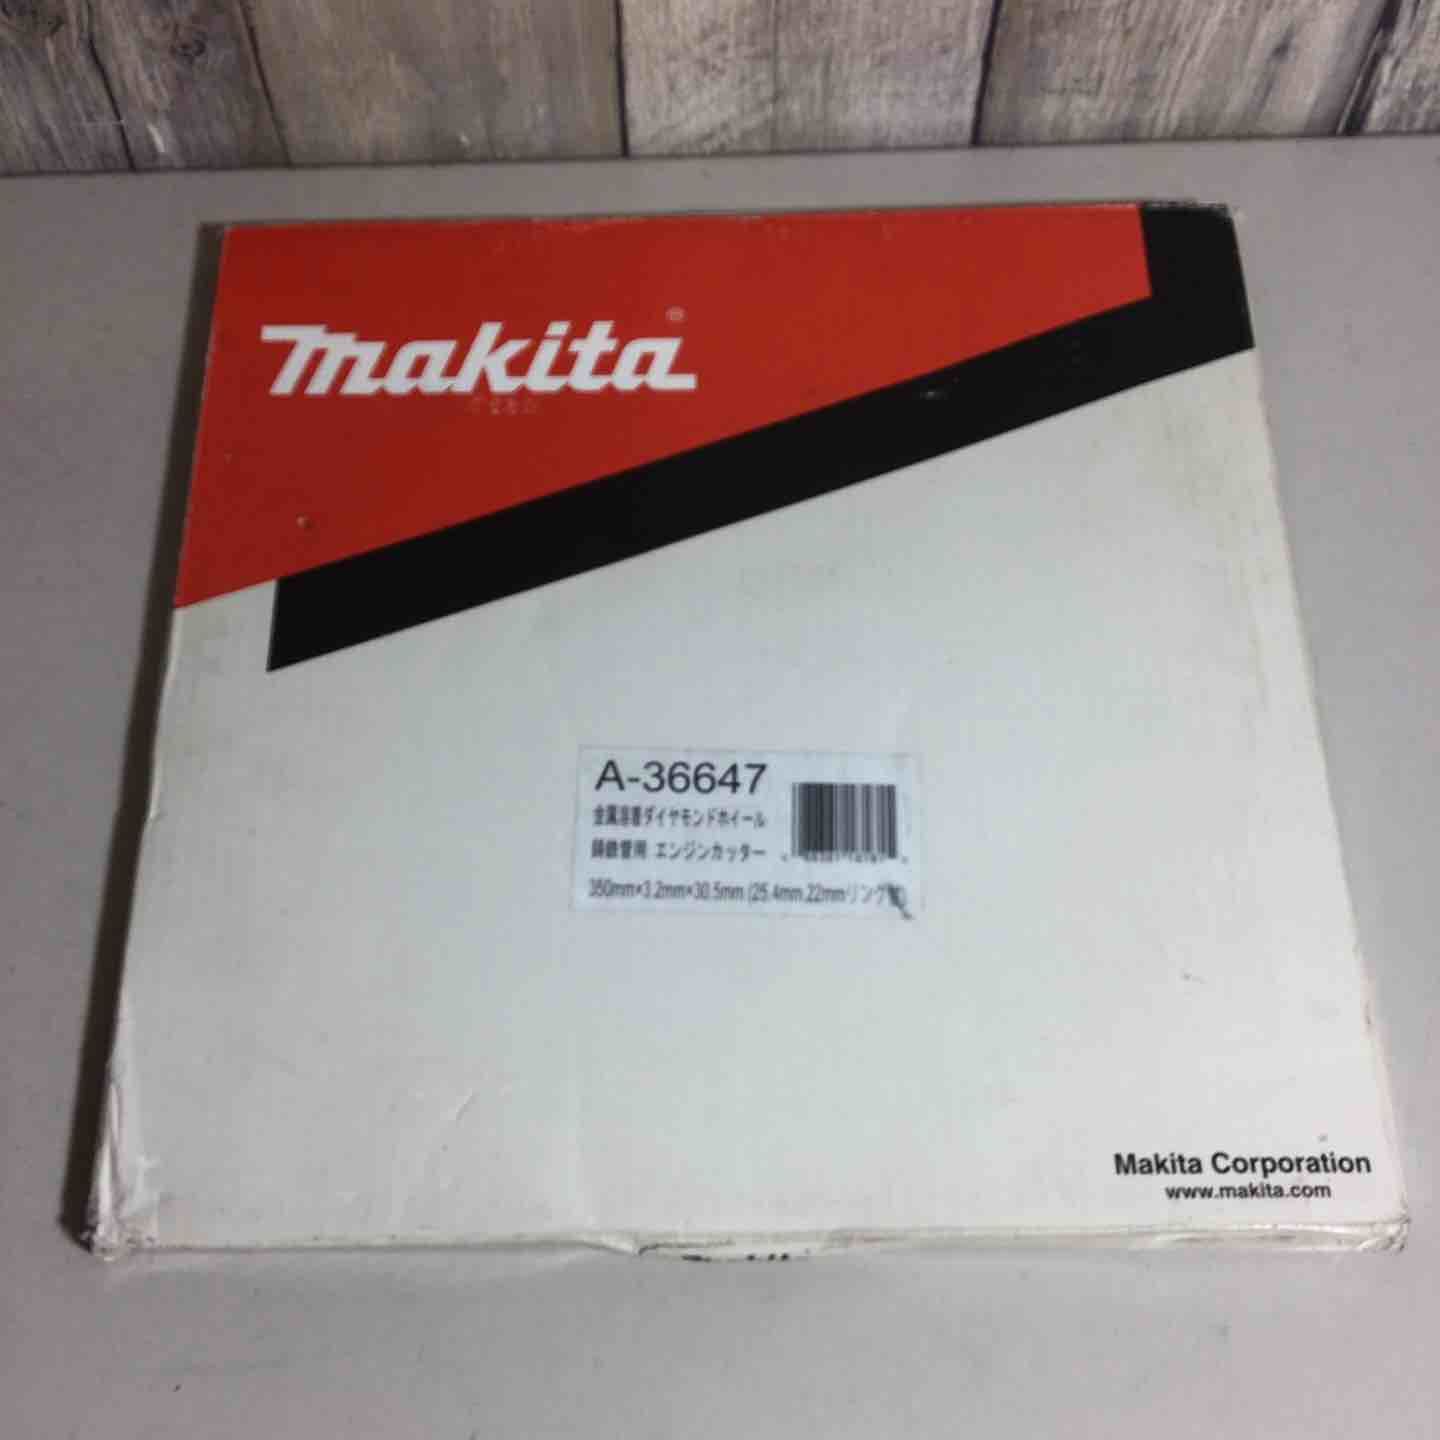 makita®
A-36647
金属溶着ダイヤモンドホイール
鋳鉄管用 エンジンカッター
350mm×3.2mm×30.5mm (25.4mm,22mmリング
Makita Corporation
www.makita.com